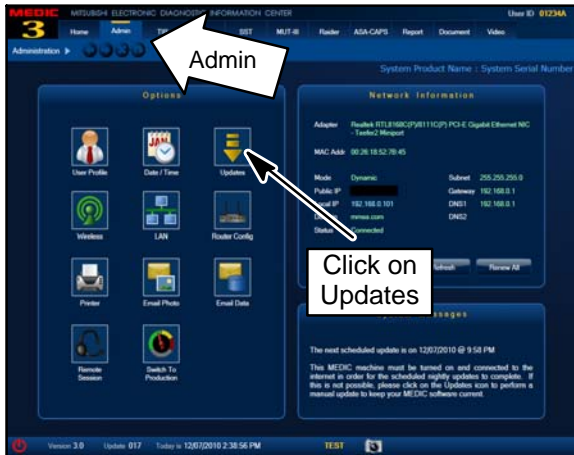 MEDIC MITSUBISHI ELECTRONIC DIAGNOSTIC INFORMATION CENTER User ID 01234A
3 Home Admin SST MUT-III Raider ASA-CAPS Report Document Video
Administration
Admin
System Product Name : System Serial Number
Options
User Profile Date / Time Updates
Wireless LAN Router Config
Printer Email Photo Email Data
Remote Session Switch To Production
Network Information
Adapter Realtek RTL8168C(P)/8111C(P) PCI-E Gigabit Ethernet NIC
- Teefer2 Miniport
MAC Addr 00:26:18:52:78:45
Mode Dynamic Subnet 255.255.255.0
Public IP Gateway 192.168.0.1
Local IP 192.168.0.101 DNS1 192.168.0.1
mmsa.com DNS2
Status Connected
Refresh Renew All
Click on
Updates
The next scheduled update is on 12/07/2010 @ 9:58 PM
This MEDIC machine must be turned on and connected to the
internet in order for the scheduled nightly updates to complete. If
this is not possible, please click on the Updates icon to perform a
manual update to keep your MEDIC software current.
Version 3.0 Update 017 Today is 12/07/2010 2:38:56 PM TEST